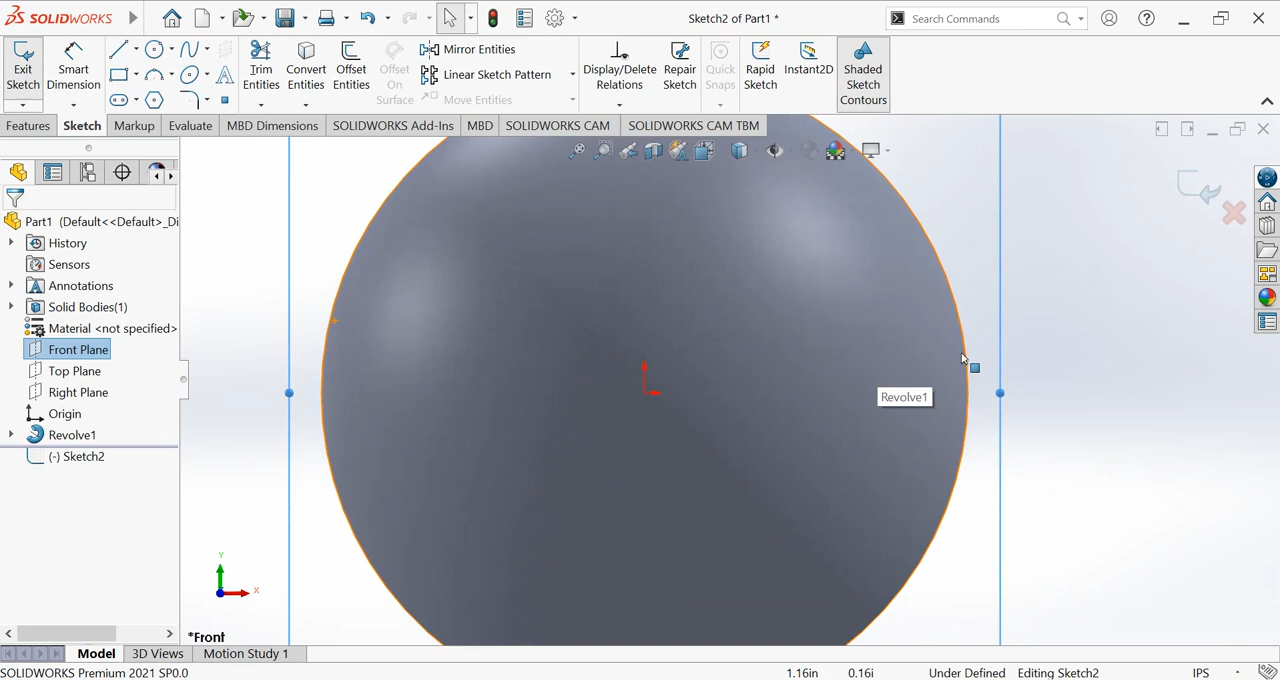 SOLIDWORKS
Sketch2 of Part1 *
Search Commands
Exit Sketch
Smart Dimension
Trim Entities
Convert Entities
Offset Entities
Offset On Surface
Mirror Entities
Linear Sketch Pattern
Move Entities
Display/Delete Relations
Repair Sketch
Quick Snaps
Rapid Sketch
Instant2D
Shaded Sketch Contours
Features
Sketch
Markup
Evaluate
MBD Dimensions
SOLIDWORKS Add-Ins
MBD
SOLIDWORKS CAM
SOLIDWORKS CAM TBM
Part1 (Default<<Default>_Di
History
Sensors
Annotations
Solid Bodies(1)
Material <not specified>
Front Plane
Top Plane
Right Plane
Origin
Revolve1
(-) Sketch2
Revolve1
Y
X
*Front
Model
3D Views
Motion Study 1
SOLIDWORKS Premium 2021 SP0.0
1.16in
0.16i
Under Defined
Editing Sketch2
IPS